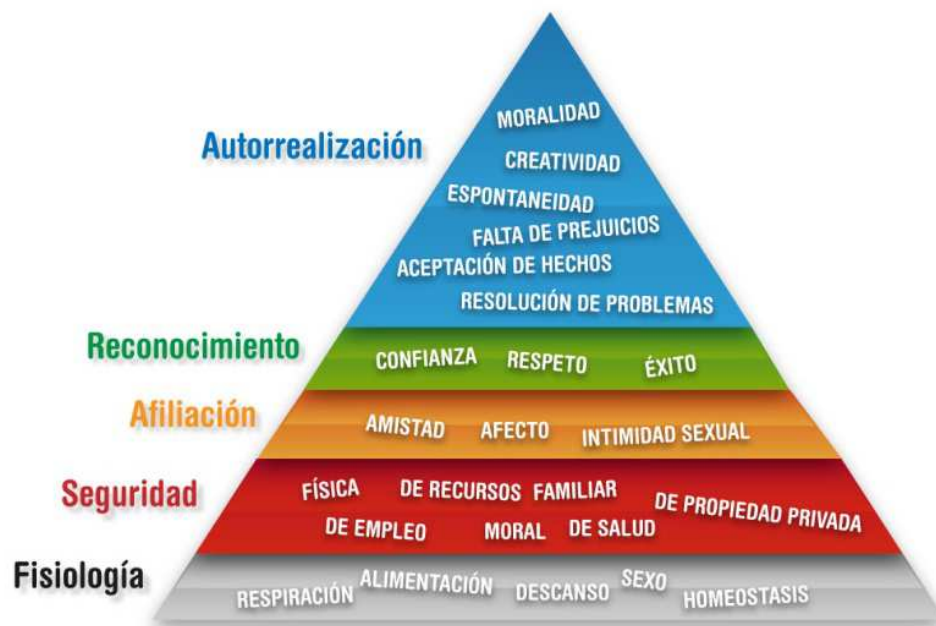 MORALIDAD
Autorrealización
CREATIVIDAD
ESPONTANEIDAD
FALTA DE PREJUICIOS
ACEPTACIÓN DE HECHOS
RESOLUCIÓN DE PROBLEMAS
Reconocimiento
CONFIANZA RESPETO ÉXITO
Afiliación
AMISTAD AFECTO INTIMIDAD SEXUAL
Seguridad
FÍSICA DE RECURSOS FAMILIAR DE PROPIEDAD PRIVADA
DE EMPLEO MORAL DE SALUD
Fisiología
RESPIRACIÓN ALIMENTACIÓN DESCANSO SEXO HOMEOSTASIS